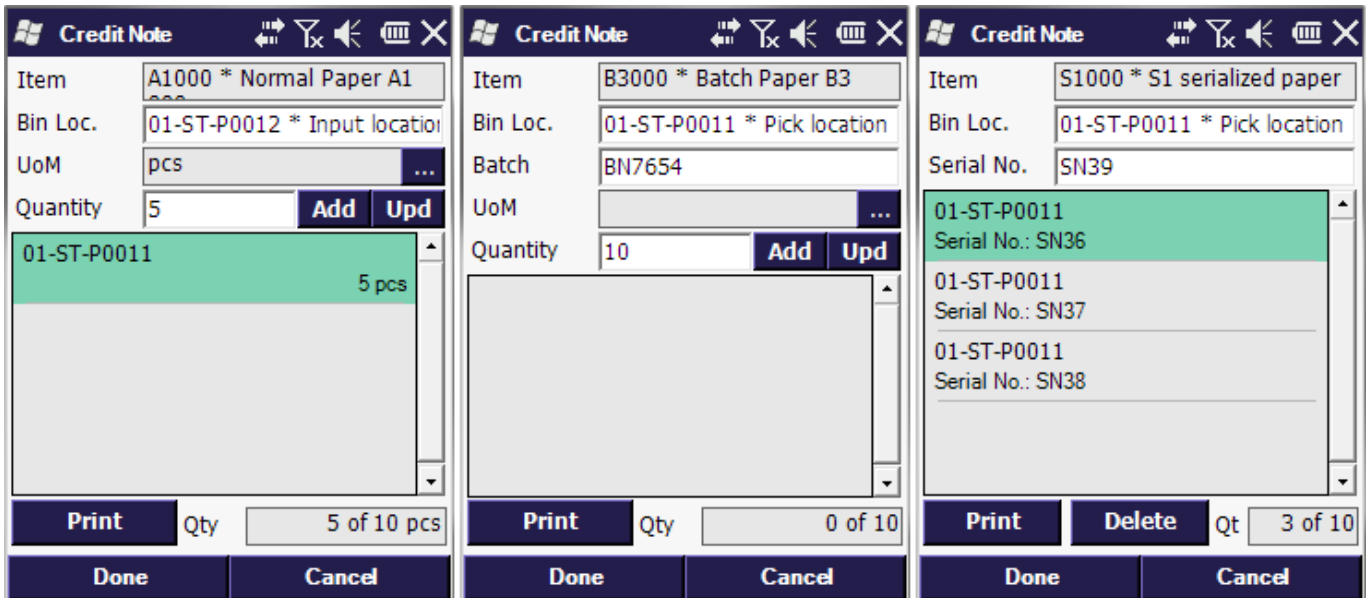 Credit Note
Item A1000 * Normal Paper A1
Bin Loc. 01-ST-P0012 * Input location
UoM pcs ...
Quantity 5 Add Upd
01-ST-P0011
5 pcs
Print Qty 5 of 10 pcs
Done Cancel
Credit Note
Item B3000 * Batch Paper B3
Bin Loc. 01-ST-P0011 * Pick location
Batch BN7654
UoM ...
Quantity 10 Add Upd
Print Qty 0 of 10
Done Cancel
Credit Note
Item S1000 * S1 serialized paper
Bin Loc. 01-ST-P0011 * Pick location
Serial No. SN39
01-ST-P0011
Serial No.: SN36
01-ST-P0011
Serial No.: SN37
01-ST-P0011
Serial No.: SN38
Print Delete Qt 3 of 10
Done Cancel